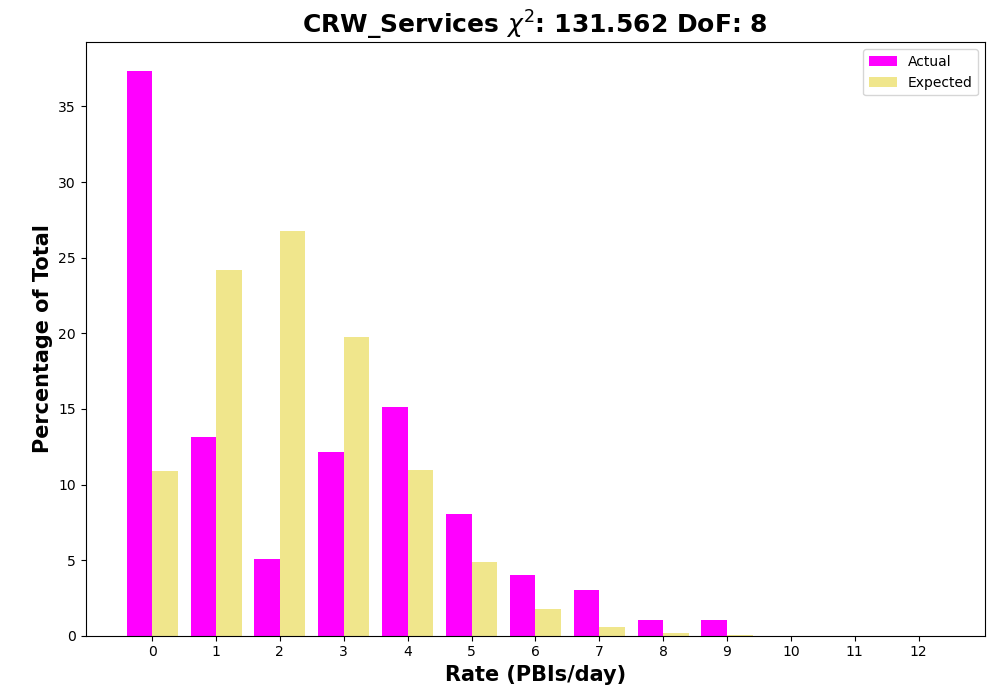 CRW_Services χ²: 131.562 DoF: 8
Actual
Expected
Percentage of Total
35
30
25
20
15
10
5
0
0 1 2 3 4 5 6 7 8 9 10 11 12
Rate (PBIs/day)